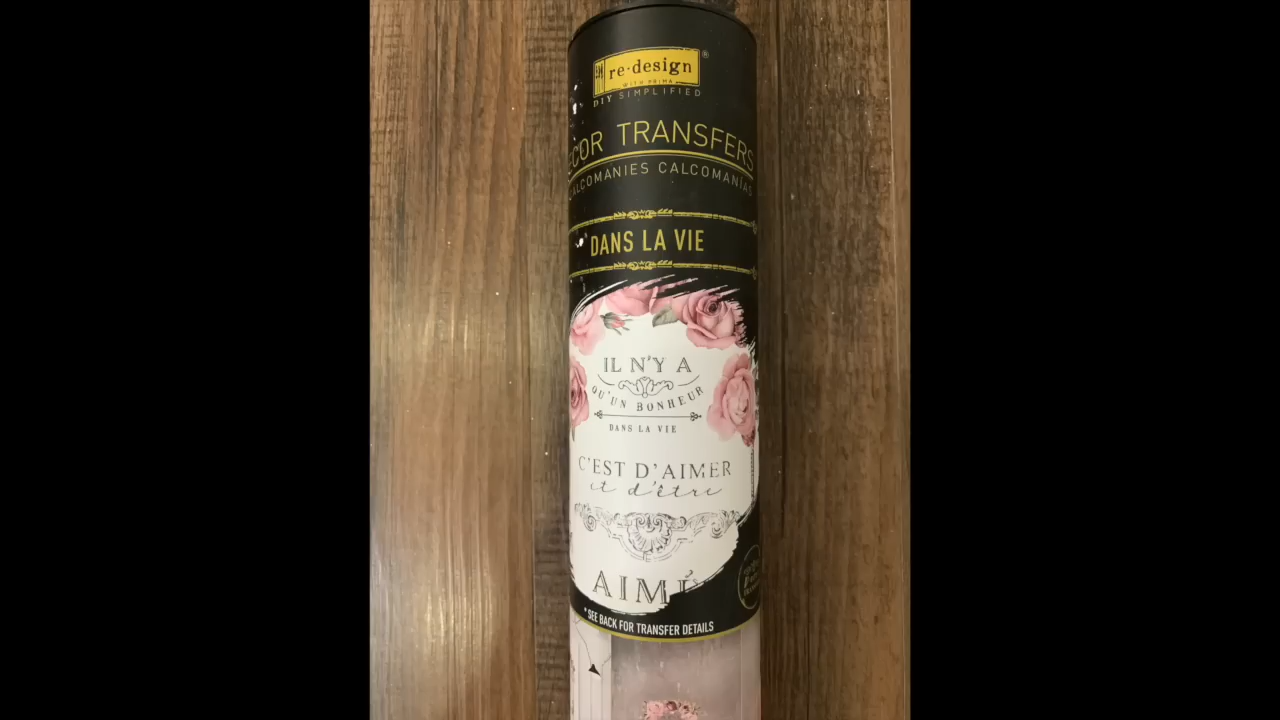 re·design
WITH PRIMA
DIY SIMPLIFIED
ECOR TRANSFERS
CALCOMANIES CALCOMANÍAS
DANS LA VIE
IL N'Y A
QU'UN BONHEUR
DANS LA VIE
C'EST D'AIMER
et d'être
AIMÉ
* SEE BACK FOR TRANSFER DETAILS